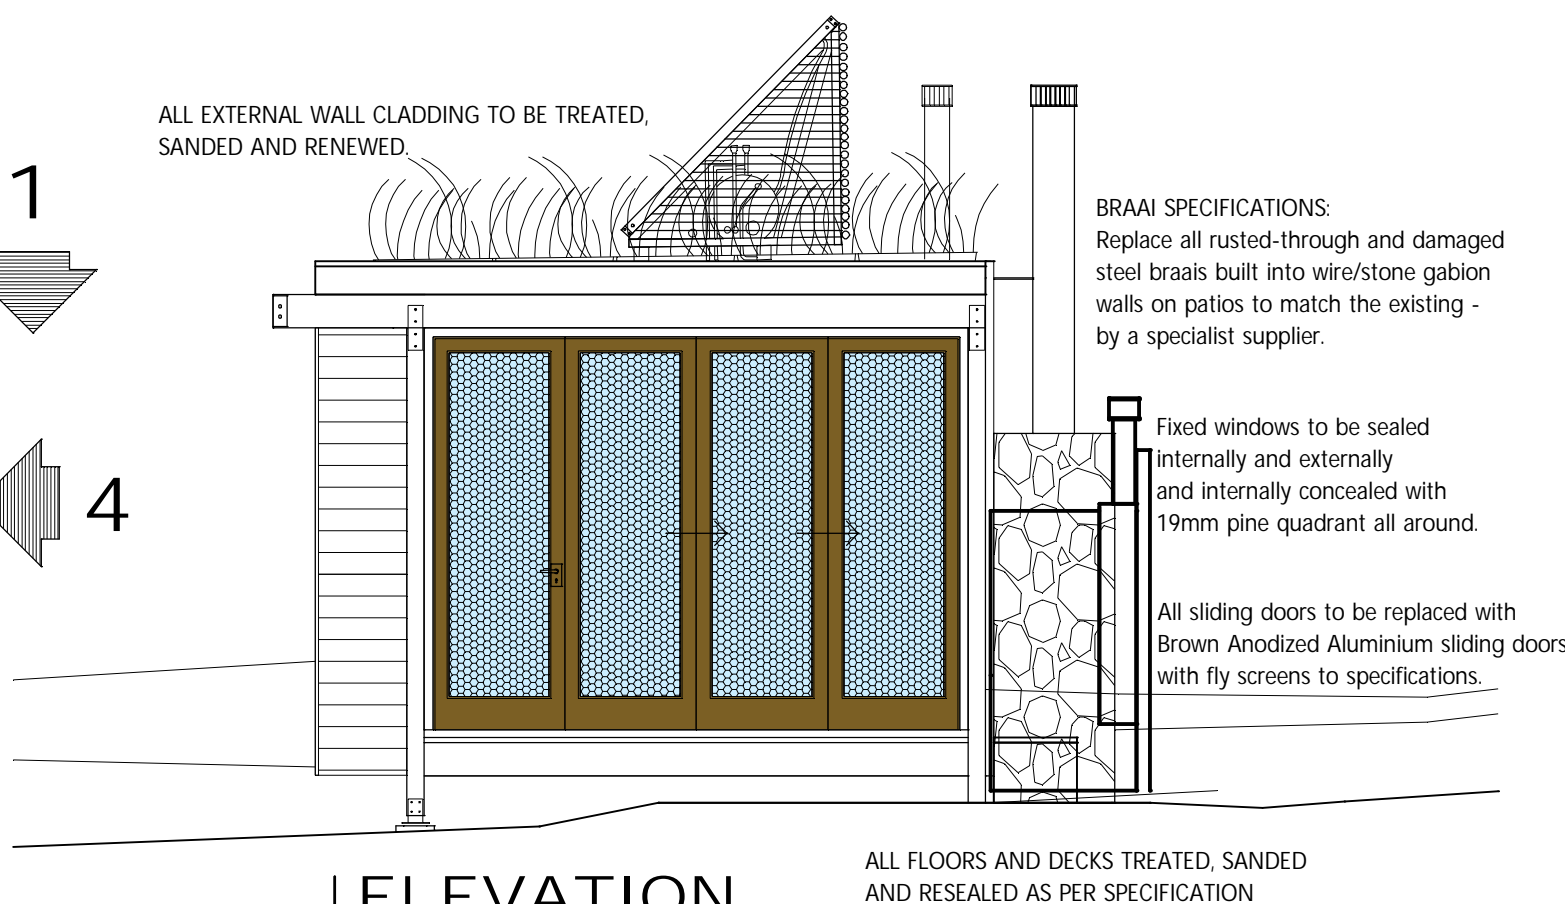 ALL EXTERNAL WALL CLADDING TO BE TREATED,
SANDED AND RENEWED.
1
BRAAI SPECIFICATIONS:
Replace all rusted-through and damaged
steel braais built into wire/stone gabion
walls on patios to match the existing -
by a specialist supplier.
4
Fixed windows to be sealed
internally and externally
and internally concealed with
19mm pine quadrant all around.
All sliding doors to be replaced with
Brown Anodized Aluminium sliding doors
with fly screens to specifications.
ALL FLOORS AND DECKS TREATED, SANDED
AND RESEALED AS PER SPECIFICATION
ELEVATION